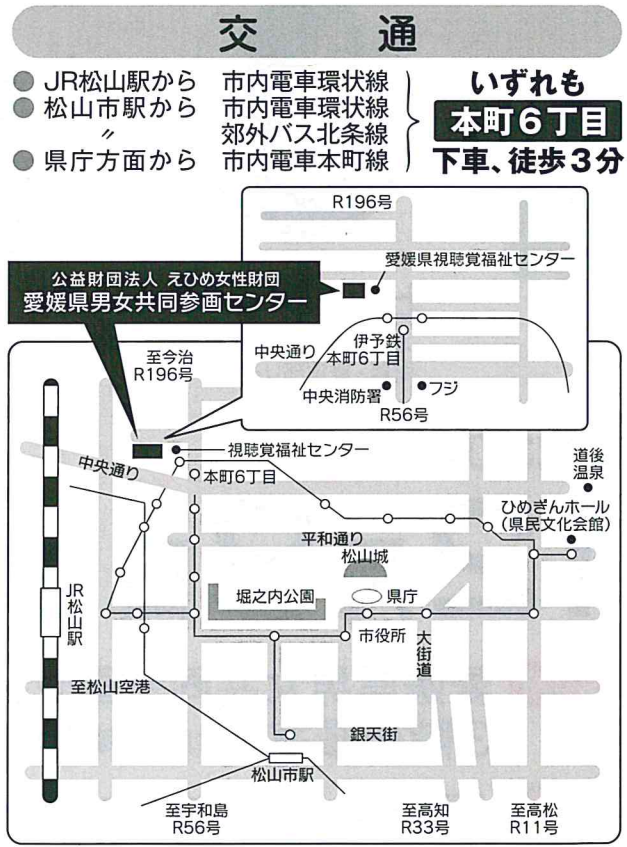 交 通
● JR松山駅から 市内電車環状線
● 松山市駅から 市内電車環状線
〃 郊外バス北条線
● 県庁方面から 市内電車本町線
いずれも
本町6丁目
下車、徒歩3分
R196号
愛媛県視聴覚福祉センター
公益財団法人 えひめ女性財団
愛媛県男女共同参画センター
中央通り
伊予鉄
本町6丁目
中央消防署
フジ
R56号
至今治
R196号
視聴覚福祉センター
中央通り
本町6丁目
道後
温泉
ひめぎんホール
(県民文化会館)
平和通り
松山城
JR松山駅
堀之内公園
県庁
市役所
大街道
至松山空港
銀天街
松山市駅
至宇和島
R56号
至高知
R33号
至高松
R11号